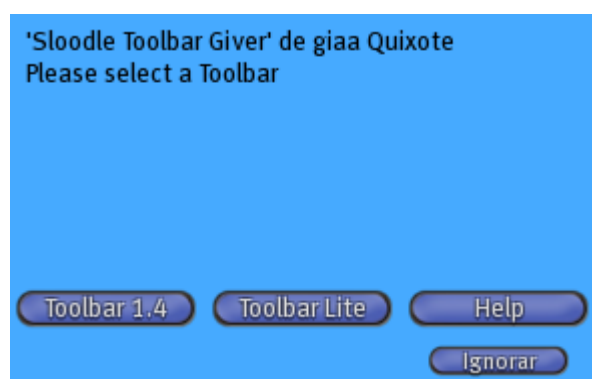 'Sloodle Toolbar Giver' de giaa Quixote
Please select a Toolbar
Toolbar 1.4 Toolbar Lite Help
Ignorar